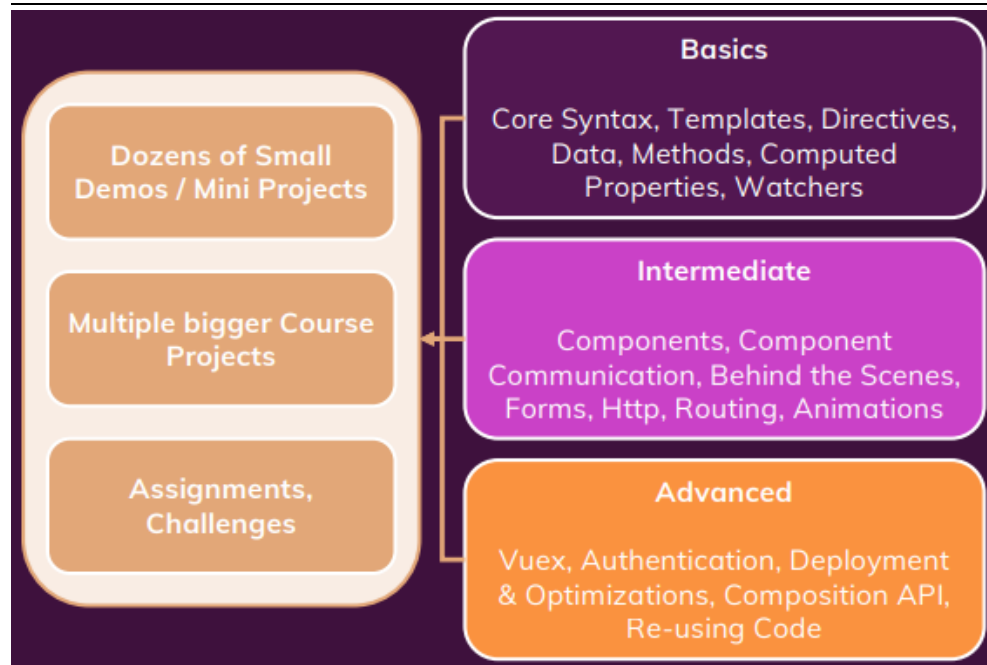 Dozens of Small
Demos / Mini Projects
Multiple bigger Course
Projects
Assignments,
Challenges
Basics
Core Syntax, Templates, Directives,
Data, Methods, Computed
Properties, Watchers
Intermediate
Components, Component
Communication, Behind the Scenes,
Forms, Http, Routing, Animations
Advanced
Vuex, Authentication, Deployment
& Optimizations, Composition API,
Re-using Code